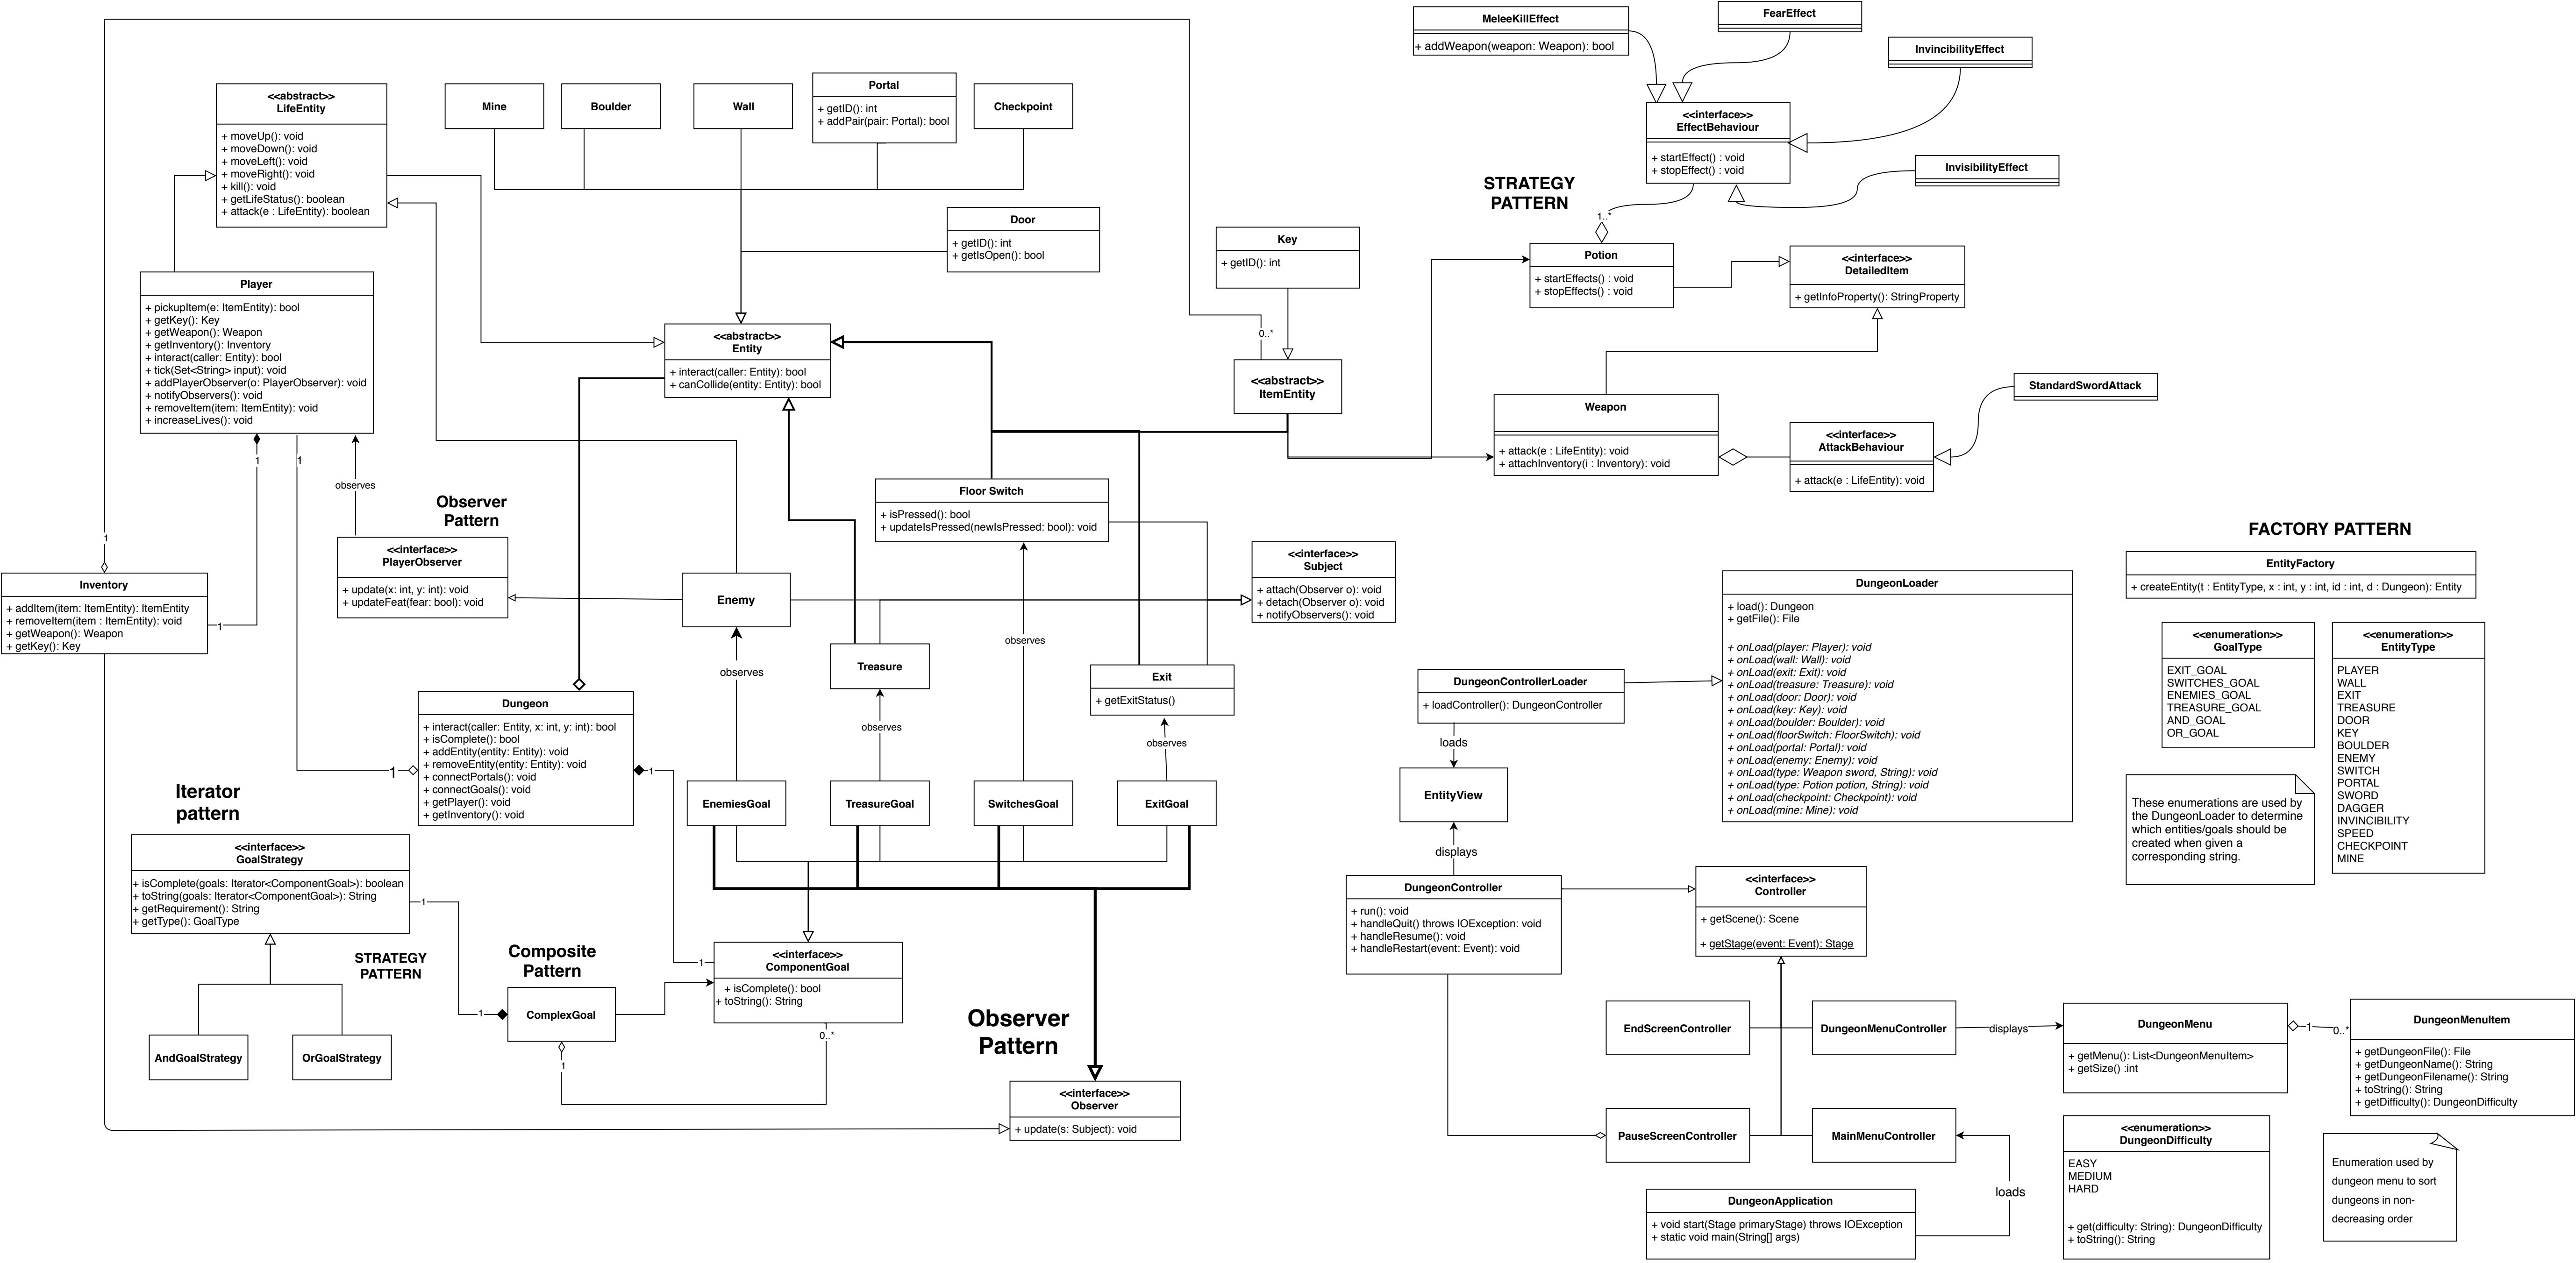 MeleeKillEffect
+ addWeapon(weapon: Weapon): bool
FearEffect
InvincibilityEffect
<<abstract>>
LifeEntity
+ moveUp(): void
+ moveDown(): void
+ moveLeft(): void
+ moveRight(): void
+ kill(): void
+ getLifeStatus(): boolean
+ attack(e : LifeEntity): boolean
Mine
Boulder
Wall
Portal
+ getID(): int
+ addPair(pair: Portal): bool
Checkpoint
<<interface>>
EffectBehaviour
+ startEffect() : void
+ stopEffect() : void
InvisibilityEffect
STRATEGY
PATTERN
1..*
Door
+ getID(): int
+ getIsOpen(): bool
Key
+ getID(): int
Potion
+ startEffects() : void
+ stopEffects() : void
<<interface>>
DetailedItem
+ getInfoProperty(): StringProperty
Player
+ pickupItem(e: ItemEntity): bool
+ getKey(): Key
+ getWeapon(): Weapon
+ getInventory(): Inventory
+ interact(caller: Entity): bool
+ tick(Set<String> input): void
+ addPlayerObserver(o: PlayerObserver): void
+ notifyObservers(): void
+ removeItem(item: ItemEntity): void
+ increaseLives(): void
<<abstract>>
Entity
+ interact(caller: Entity): bool
+ canCollide(entity: Entity): bool
0..*
<<abstract>>
ItemEntity
StandardSwordAttack
Weapon
+ attack(e : LifeEntity): void
+ attachInventory(i : Inventory): void
<<interface>>
AttackBehaviour
+ attack(e : LifeEntity): void
1
1
observes
Observer
Pattern
Floor Switch
+ isPressed(): bool
+ updateIsPressed(newIsPressed: bool): void
FACTORY PATTERN
1
<<interface>>
PlayerObserver
+ update(x: int, y: int): void
+ updateFeat(fear: bool): void
<<interface>>
Subject
+ attach(Observer o): void
+ detach(Observer o): void
+ notifyObservers(): void
EntityFactory
+ createEntity(t : EntityType, x : int, y : int, id : int, d : Dungeon): Entity
Inventory
+ addItem(item: ItemEntity): ItemEntity
+ removeItem(item : ItemEntity): void
+ getWeapon(): Weapon
+ getKey(): Key
1
Enemy
DungeonLoader
+ load(): Dungeon
+ getFile(): File
+ onLoad(player: Player): void
+ onLoad(wall: Wall): void
+ onLoad(exit: Exit): void
+ onLoad(treasure: Treasure): void
+ onLoad(door: Door): void
+ onLoad(key: Key): void
+ onLoad(boulder: Boulder): void
+ onLoad(floorSwitch: FloorSwitch): void
+ onLoad(portal: Portal): void
+ onLoad(enemy: Enemy): void
+ onLoad(type: Weapon sword, String): void
+ onLoad(type: Potion potion, String): void
+ onLoad(checkpoint: Checkpoint): void
+ onLoad(mine: Mine): void
<<enumeration>>
GoalType
EXIT_GOAL
SWITCHES_GOAL
ENEMIES_GOAL
TREASURE_GOAL
AND_GOAL
OR_GOAL
<<enumeration>>
EntityType
PLAYER
WALL
EXIT
TREASURE
DOOR
KEY
BOULDER
ENEMY
SWITCH
PORTAL
SWORD
DAGGER
INVINCIBILITY
SPEED
CHECKPOINT
MINE
observes
observes
Treasure
Exit
+ getExitStatus()
DungeonControllerLoader
+ loadController(): DungeonController
Dungeon
+ interact(caller: Entity, x: int, y: int): bool
+ isComplete(): bool
+ addEntity(entity: Entity): void
+ removeEntity(entity: Entity): void
+ connectPortals(): void
+ connectGoals(): void
+ getPlayer(): void
+ getInventory(): void
observes
observes
loads
1
1
EntityView
These enumerations are used by
the DungeonLoader to determine
which entities/goals should be
created when given a
corresponding string.
Iterator
pattern
EnemiesGoal
TreasureGoal
SwitchesGoal
ExitGoal
displays
<<interface>>
GoalStrategy
+ isComplete(goals: Iterator<ComponentGoal>): boolean
+ toString(goals: Iterator<ComponentGoal>): String
+ getRequirement(): String
+ getType(): GoalType
1
DungeonController
+ run(): void
+ handleQuit() throws IOException: void
+ handleResume(): void
+ handleRestart(event: Event): void
<<interface>>
Controller
+ getScene(): Scene
+ getStage(event: Event): Stage
STRATEGY
PATTERN
Composite
Pattern
1
<<interface>>
ComponentGoal
+ isComplete(): bool
+ toString(): String
1
ComplexGoal
0..*
1
Observer
Pattern
AndGoalStrategy
OrGoalStrategy
EndScreenController
DungeonMenuController
displays
DungeonMenu
+ getMenu(): List<DungeonMenuItem>
+ getSize() :int
1
0..*
DungeonMenuItem
+ getDungeonFile(): File
+ getDungeonName(): String
+ getDungeonFilename(): String
+ toString(): String
+ getDifficulty(): DungeonDifficulty
<<interface>>
Observer
+ update(s: Subject): void
PauseScreenController
MainMenuController
<<enumeration>>
DungeonDifficulty
EASY
MEDIUM
HARD
+ get(difficulty: String): DungeonDifficulty
+ toString(): String
Enumeration used by
dungeon menu to sort
dungeons in non-
decreasing order
loads
DungeonApplication
+ void start(Stage primaryStage) throws IOException
+ static void main(String[] args)